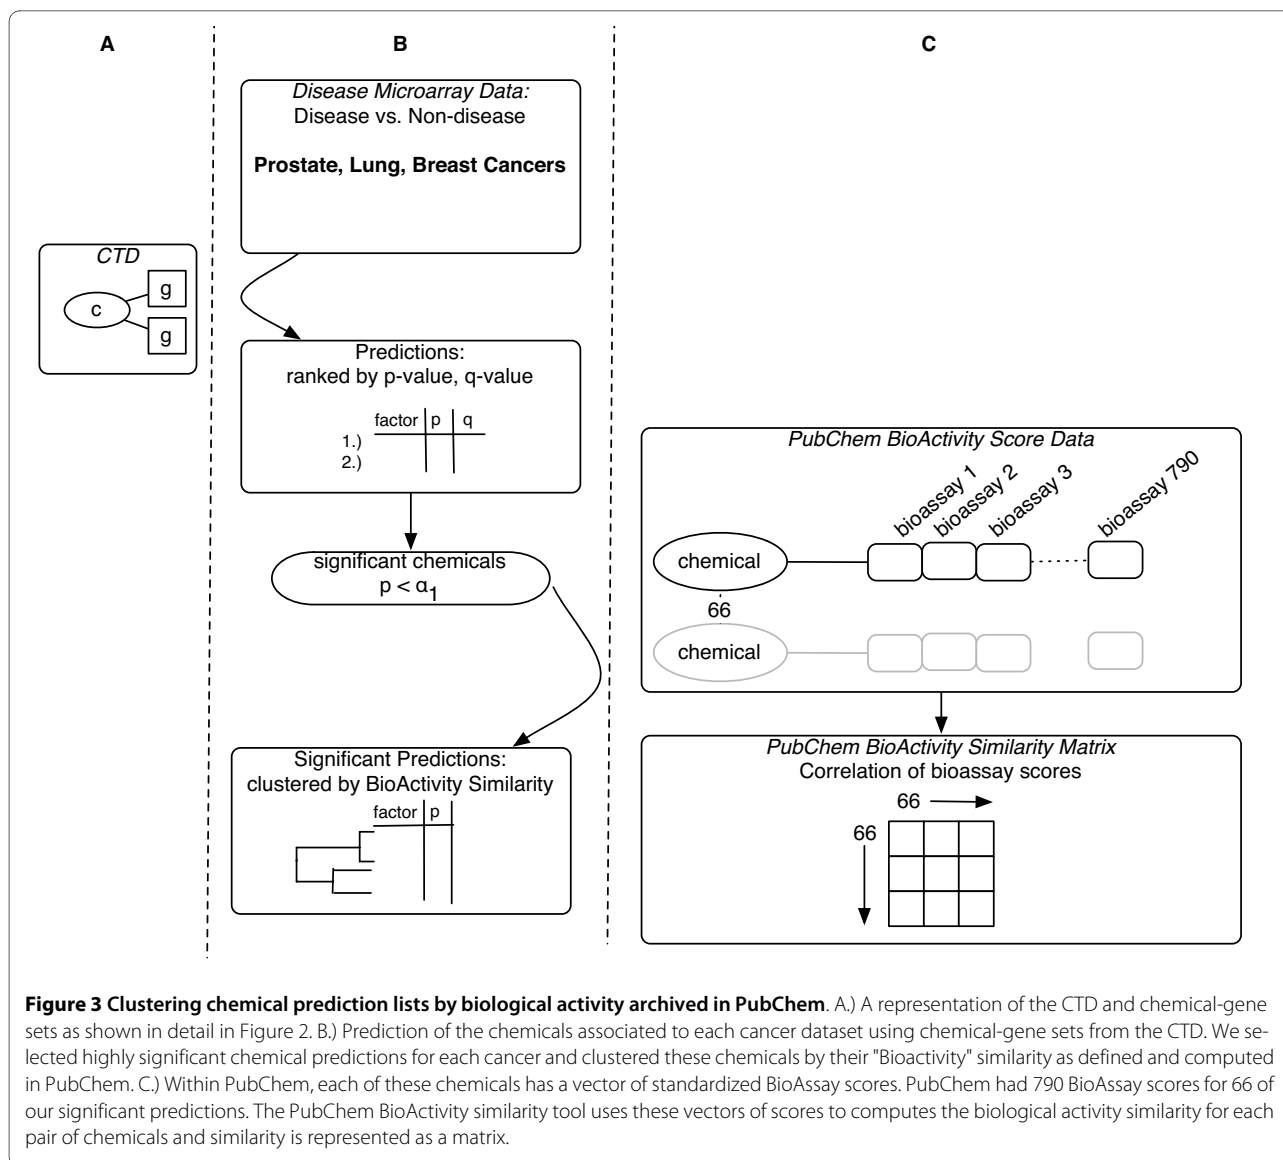 A
B
C
Disease Microarray Data:
Disease vs. Non-disease
Prostate, Lung, Breast Cancers
CTD
c
g
g
Predictions:
ranked by p-value, q-value
factor p q
1.)
2.)
significant chemicals
p < α1
Significant Predictions:
clustered by BioActivity Similarity
factor p
PubChem BioActivity Score Data
bioassay 1
bioassay 2
bioassay 3
bioassay 790
chemical
66
chemical
PubChem BioActivity Similarity Matrix
Correlation of bioassay scores
66
66
Figure 3 Clustering chemical prediction lists by biological activity archived in PubChem. A.) A representation of the CTD and chemical-gene
sets as shown in detail in Figure 2. B.) Prediction of the chemicals associated to each cancer dataset using chemical-gene sets from the CTD. We se-
lected highly significant chemical predictions for each cancer and clustered these chemicals by their "Bioactivity" similarity as defined and computed
in PubChem. C.) Within PubChem, each of these chemicals has a vector of standardized BioAssay scores. PubChem had 790 BioAssay scores for 66 of
our significant predictions. The PubChem BioActivity similarity tool uses these vectors of scores to computes the biological activity similarity for each
pair of chemicals and similarity is represented as a matrix.